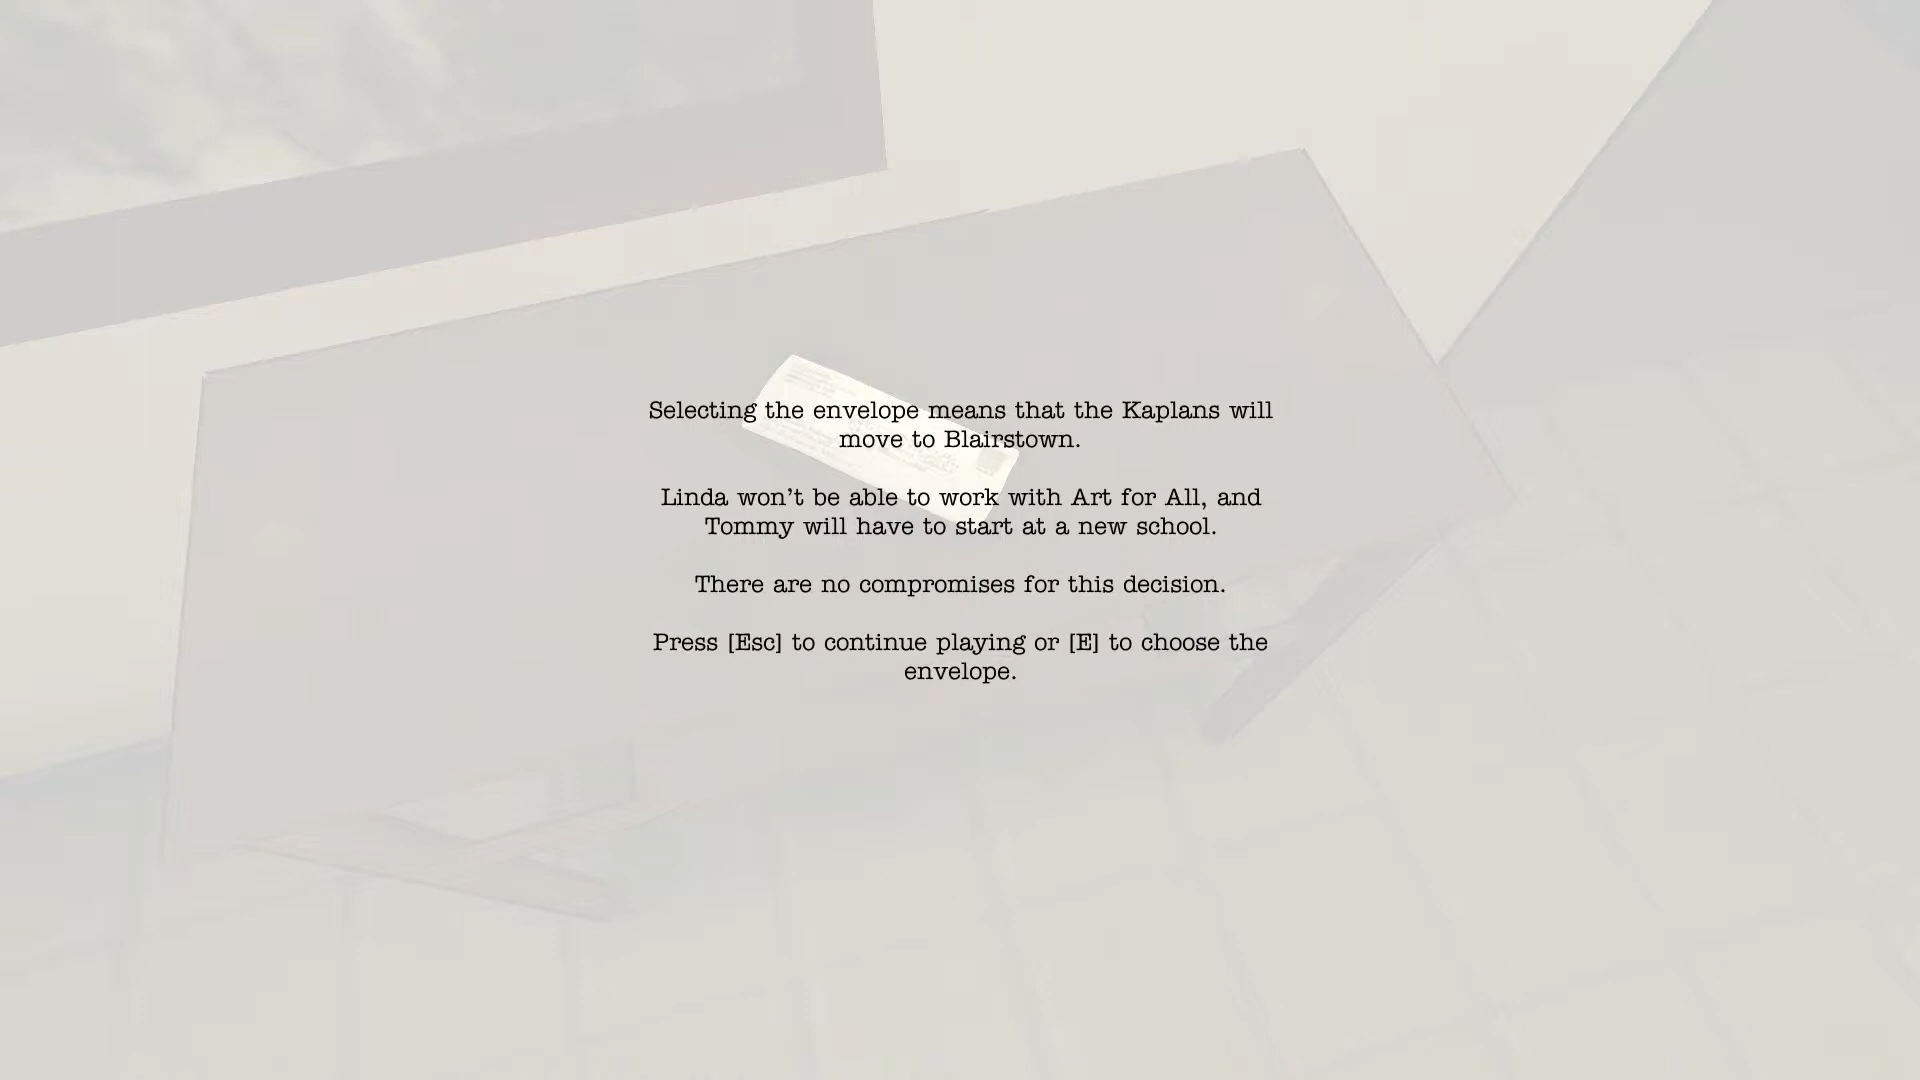 Selecting the envelope means that the Kaplans will
move to Blairstown.
Linda won't be able to work with Art for All, and
Tommy will have to start at a new school.
There are no compromises for this decision.
Press [Esc] to continue playing or [E] to choose the
envelope.